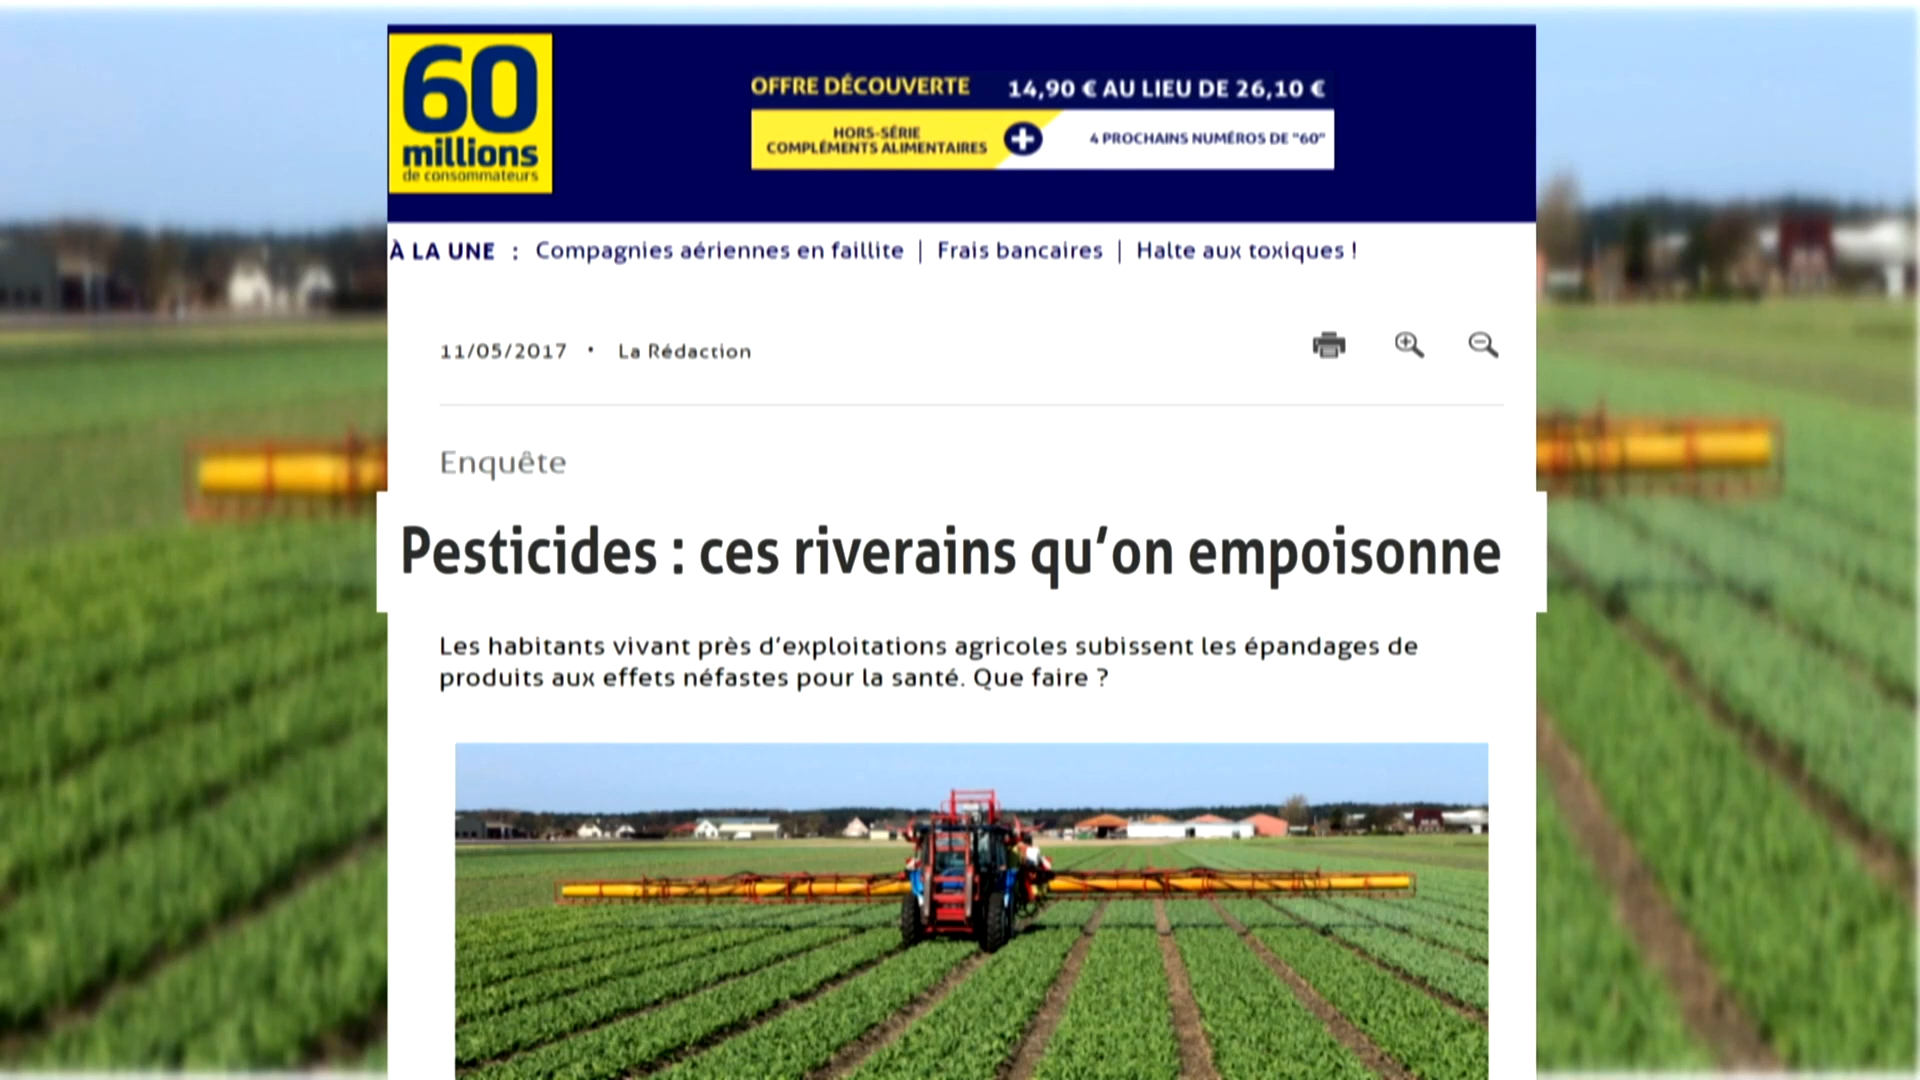 60
millions
de consommateurs
OFFRE DÉCOUVERTE
14,90 € AU LIEU DE 26,10 €
HORS-SÉRIE
COMPLÉMENTS ALIMENTAIRES
4 PROCHAINS NUMÉROS DE "60"
À LA UNE : Compagnies aériennes en faillite | Frais bancaires | Halte aux toxiques !
11/05/2017 • La Rédaction
Enquête
Pesticides : ces riverains qu’on empoisonne
Les habitants vivant près d’exploitations agricoles subissent les épandages de
produits aux effets néfastes pour la santé. Que faire ?